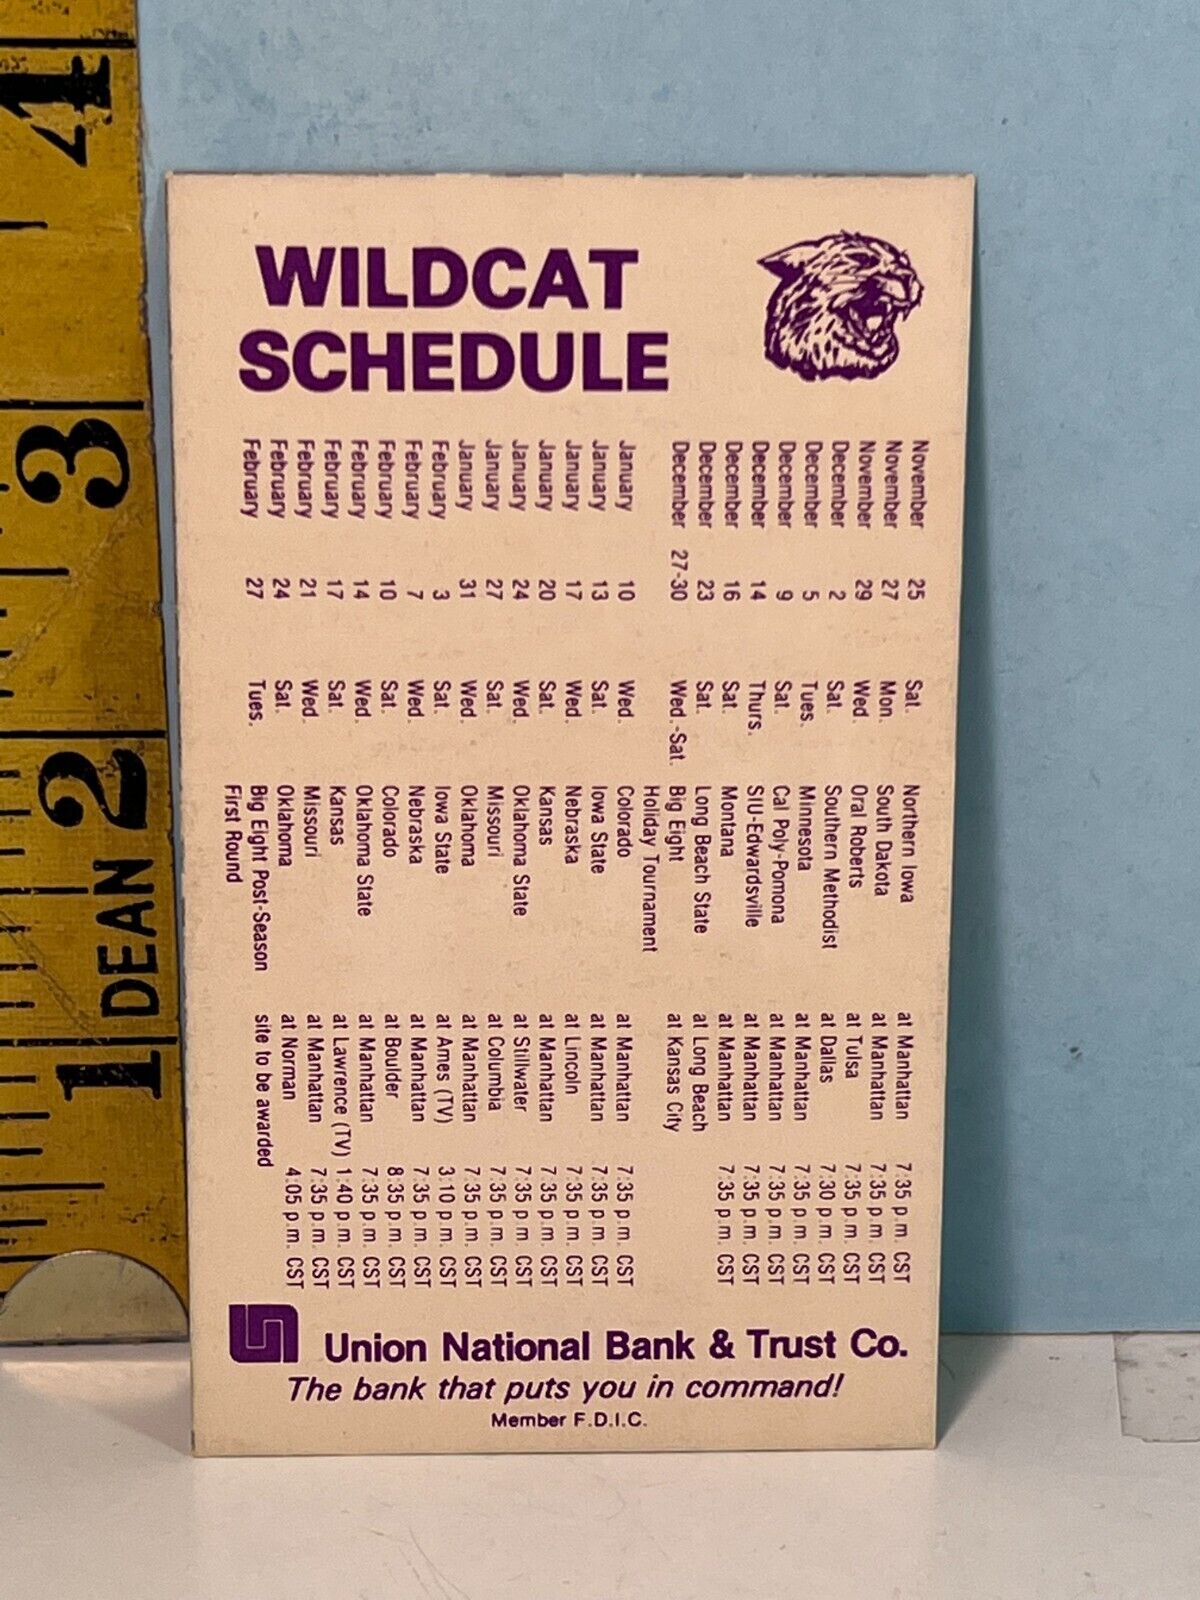 WILDCAT
SCHEDULE
November 25 Sat. Northern Iowa at Manhattan 7:35 p.m. CST
November 27 Mon. South Dakota at Manhattan 7:35 p.m. CST
November 29 Wed. Oral Roberts at Tulsa 7:35 p.m. CST
December 2 Sat. Southern Methodist at Dallas 7:30 p.m. CST
December 5 Tues. Minnesota at Manhattan 7:35 p.m. CST
December 9 Sat. Cal Poly-Pomona at Manhattan 7:35 p.m. CST
December 14 Thurs. SIU-Edwardsville at Manhattan 7:35 p.m. CST
December 16 Sat. Montana at Manhattan 7:35 p.m. CST
December 23 Sat. Long Beach State at Long Beach
December 27-30 Wed.-Sat. Big Eight at Kansas City
Holiday Tournament
January 10 Wed. Colorado at Manhattan 7:35 p.m. CST
January 13 Sat. Iowa State at Manhattan 7:35 p.m. CST
January 17 Wed. Nebraska at Lincoln 7:35 p.m. CST
January 20 Sat. Kansas at Manhattan 7:35 p.m. CST
January 24 Wed. Oklahoma State at Stillwater 7:35 p.m. CST
January 27 Sat. Missouri at Columbia 7:35 p.m. CST
January 31 Wed. Oklahoma at Manhattan 7:35 p.m. CST
February 3 Sat. Iowa State at Ames (TV) 3:10 p.m. CST
February 7 Wed. Nebraska at Manhattan 7:35 p.m. CST
February 10 Sat. Colorado at Boulder 8:35 p.m. CST
February 14 Wed. Oklahoma State at Manhattan 7:35 p.m. CST
February 17 Sat. Kansas at Lawrence (TV) 1:40 p.m. CST
February 21 Wed. Missouri at Manhattan 7:35 p.m. CST
February 24 Sat. Oklahoma at Norman 4:05 p.m. CST
February 27 Tues. Big Eight Post-Season site to be awarded
First Round
Union National Bank & Trust Co.
The bank that puts you in command!
Member F.D.I.C.
4
3
2
DEAN
1